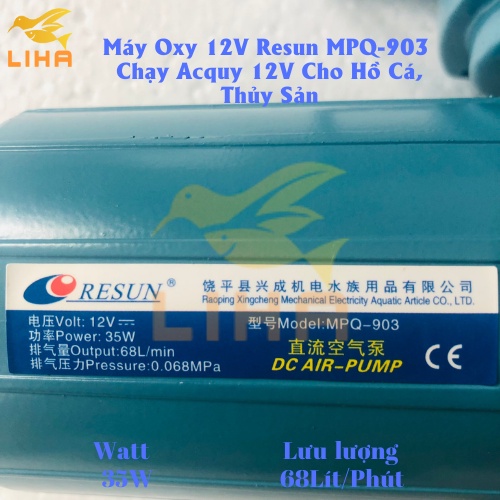 LIHA
Máy Oxy 12V Resun MPQ-903
Chạy Acquy 12V Cho Hồ Cá,
Thủy Sản
LIHA
RESUN®
饶平县兴成机电水族用品有限公司
Raoping Xingcheng Mechanical Electricity Aquatic Article CO., LTD.
电压Volt: 12V
功率Power: 35W
排气量Output:68L/min
排气压力Pressure:0.068MPa
型号Model:MPQ-903
直流空气泵
DC AIR-PUMP
CE
Watt
35W
Lưu lượng
68Lít/Phút